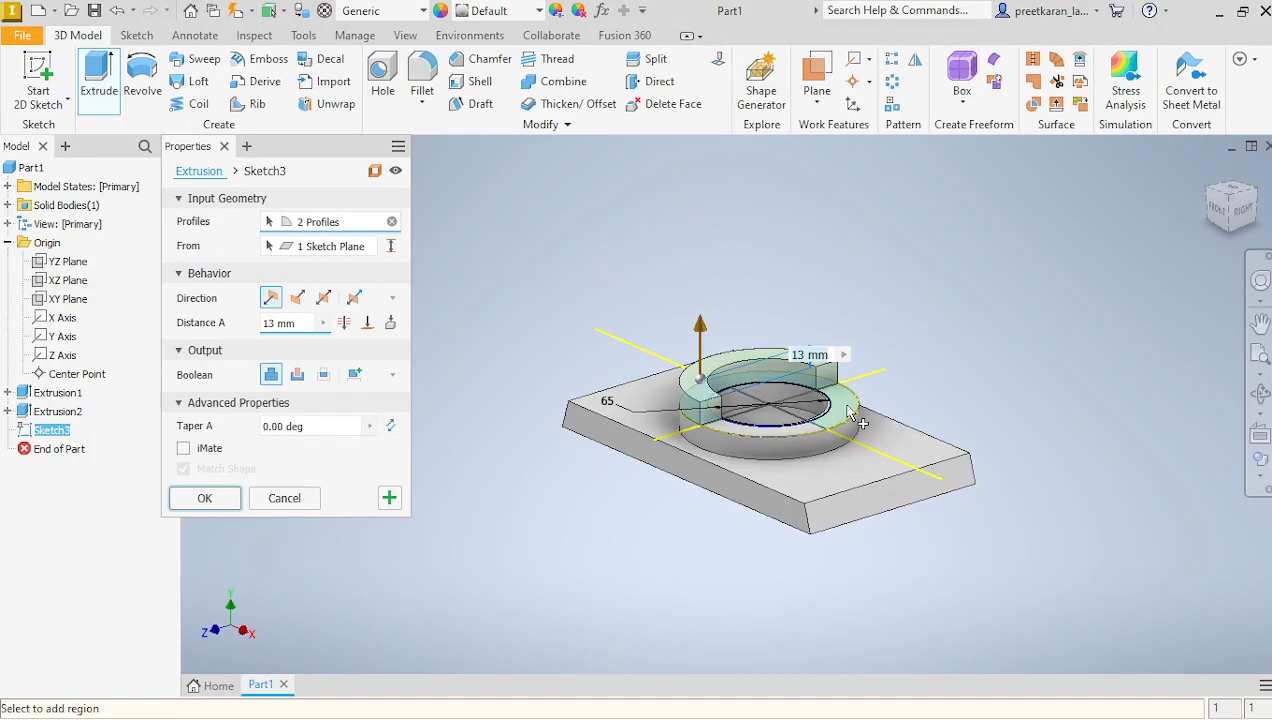 I Generic Default fx Part1 Search Help & Commands... preetkaran_la...
File 3D Model Sketch Annotate Inspect Tools Manage View Environments Collaborate Fusion 360
Start 2D Sketch
Extrude
Revolve
Sweep Emboss Decal
Loft Derive Import
Coil Rib Unwrap
Hole
Fillet
Chamfer Thread Split
Shell Combine Direct
Draft Thicken/ Offset Delete Face
Shape Generator
Plane
Box
Stress Analysis
Convert to Sheet Metal
Sketch Create Modify Explore Work Features Pattern Create Freeform Surface Simulation Convert
Model
Part1
Model States: [Primary]
Solid Bodies(1)
View: [Primary]
Origin
YZ Plane
XZ Plane
XY Plane
X Axis
Y Axis
Z Axis
Center Point
Extrusion1
Extrusion2
Sketch3
End of Part
Properties
Extrusion > Sketch3
Input Geometry
Profiles 2 Profiles
From 1 Sketch Plane
Behavior
Direction
Distance A 13 mm
Output
Boolean
Advanced Properties
Taper A 0.00 deg
iMate
Match Shape
OK Cancel
13 mm
65
FRONT RIGHT
Y
Z X
Home Part1
Select to add region 1 1